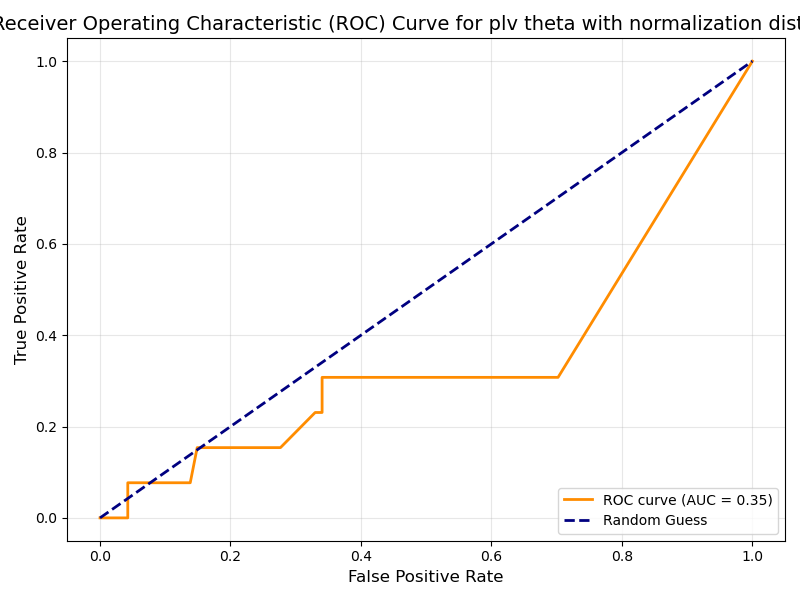 Receiver Operating Characteristic (ROC) Curve for plv theta with normalization dist
1.0
0.8
0.6
0.4
0.2
0.0
True Positive Rate
0.0 0.2 0.4 0.6 0.8 1.0
False Positive Rate
ROC curve (AUC = 0.35)
Random Guess